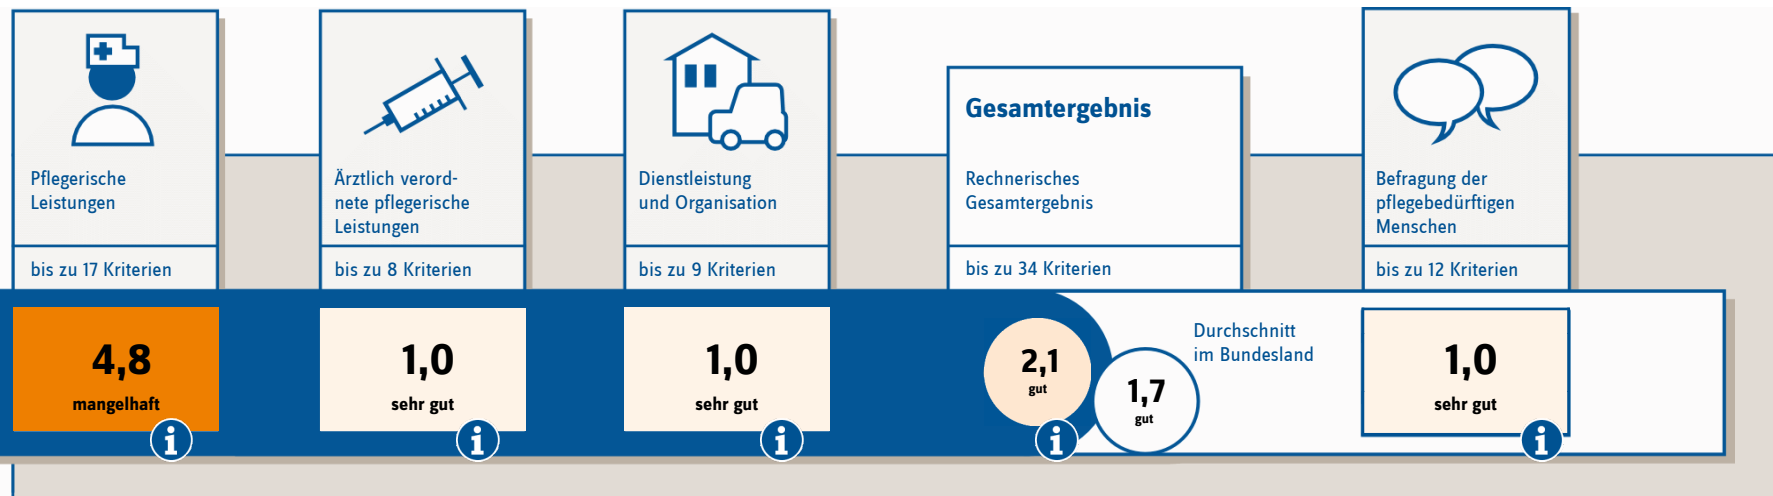 Pflegerische
Leistungen
bis zu 17 Kriterien
4,8
mangelhaft
i
Ärztlich verord-
nete pflegerische
Leistungen
bis zu 8 Kriterien
1,0
sehr gut
i
Dienstleistung
und Organisation
bis zu 9 Kriterien
1,0
sehr gut
i
Gesamtergebnis
Rechnerisches
Gesamtergebnis
bis zu 34 Kriterien
2,1
gut
i
1,7
gut
Durchschnitt
im Bundesland
Befragung der
pflegebedürftigen
Menschen
bis zu 12 Kriterien
1,0
sehr gut
i